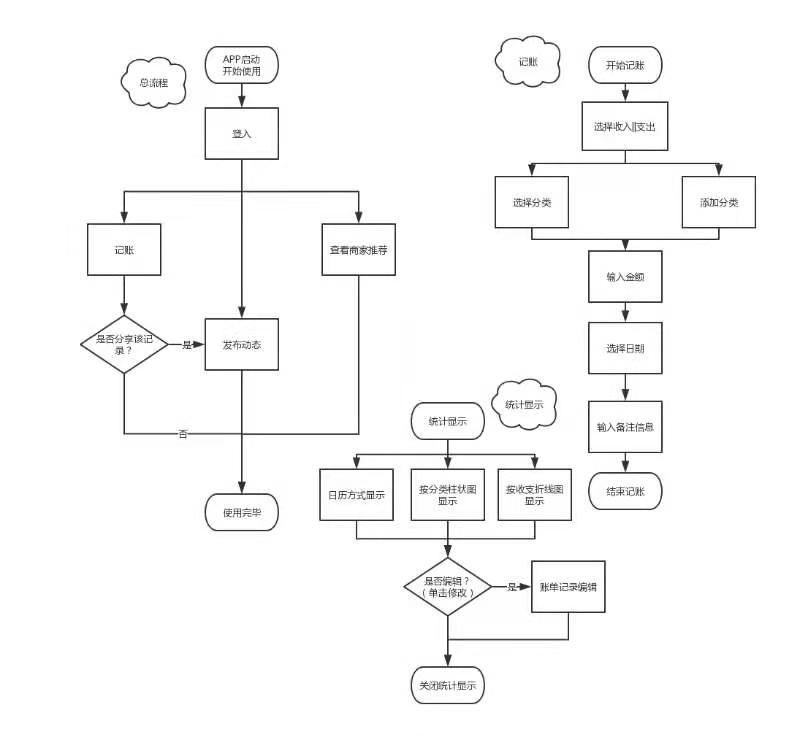 总流程
APP启动
开始使用
登入
记账
查看商家推荐
是否分享该记
录？
是
发布动态
否
使用完毕
记账
开始记账
选择收入||支出
选择分类
添加分类
输入金额
选择日期
输入备注信息
结束记账
统计显示
统计显示
日历方式显示
按分类柱状图
显示
按收支折线图
显示
是否编辑？
（单击修改）
是
账单记录编辑
关闭统计显示